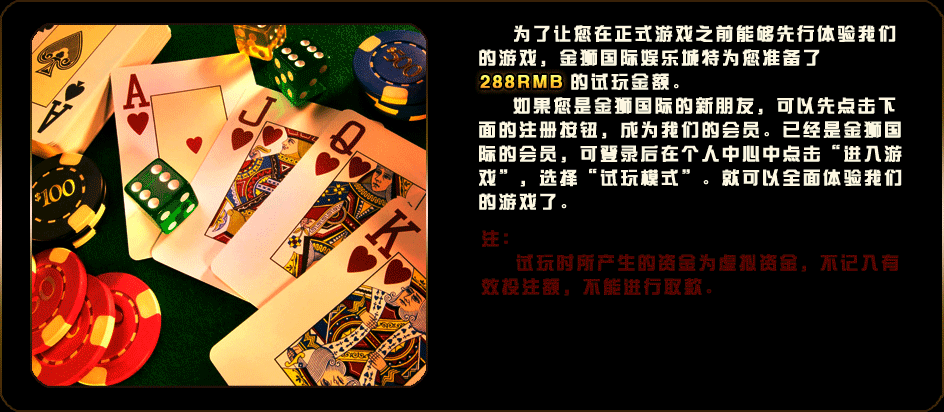 为了让您在正式游戏之前能够先行体验我们
的游戏，金狮国际娱乐城特为您准备了
288RMB 的试玩金额。
如果您是金狮国际的新朋友，可以先点击下
面的注册按钮，成为我们的会员。已经是金狮国
际的会员，可登录后在个人中心中点击“进入游
戏”，选择“试玩模式”。就可以全面体验我们
的游戏了。
注：
试玩时所产生的资金为虚拟资金，不记入有
效投注额，不能进行取款。
A
A
J
Q
K
$100